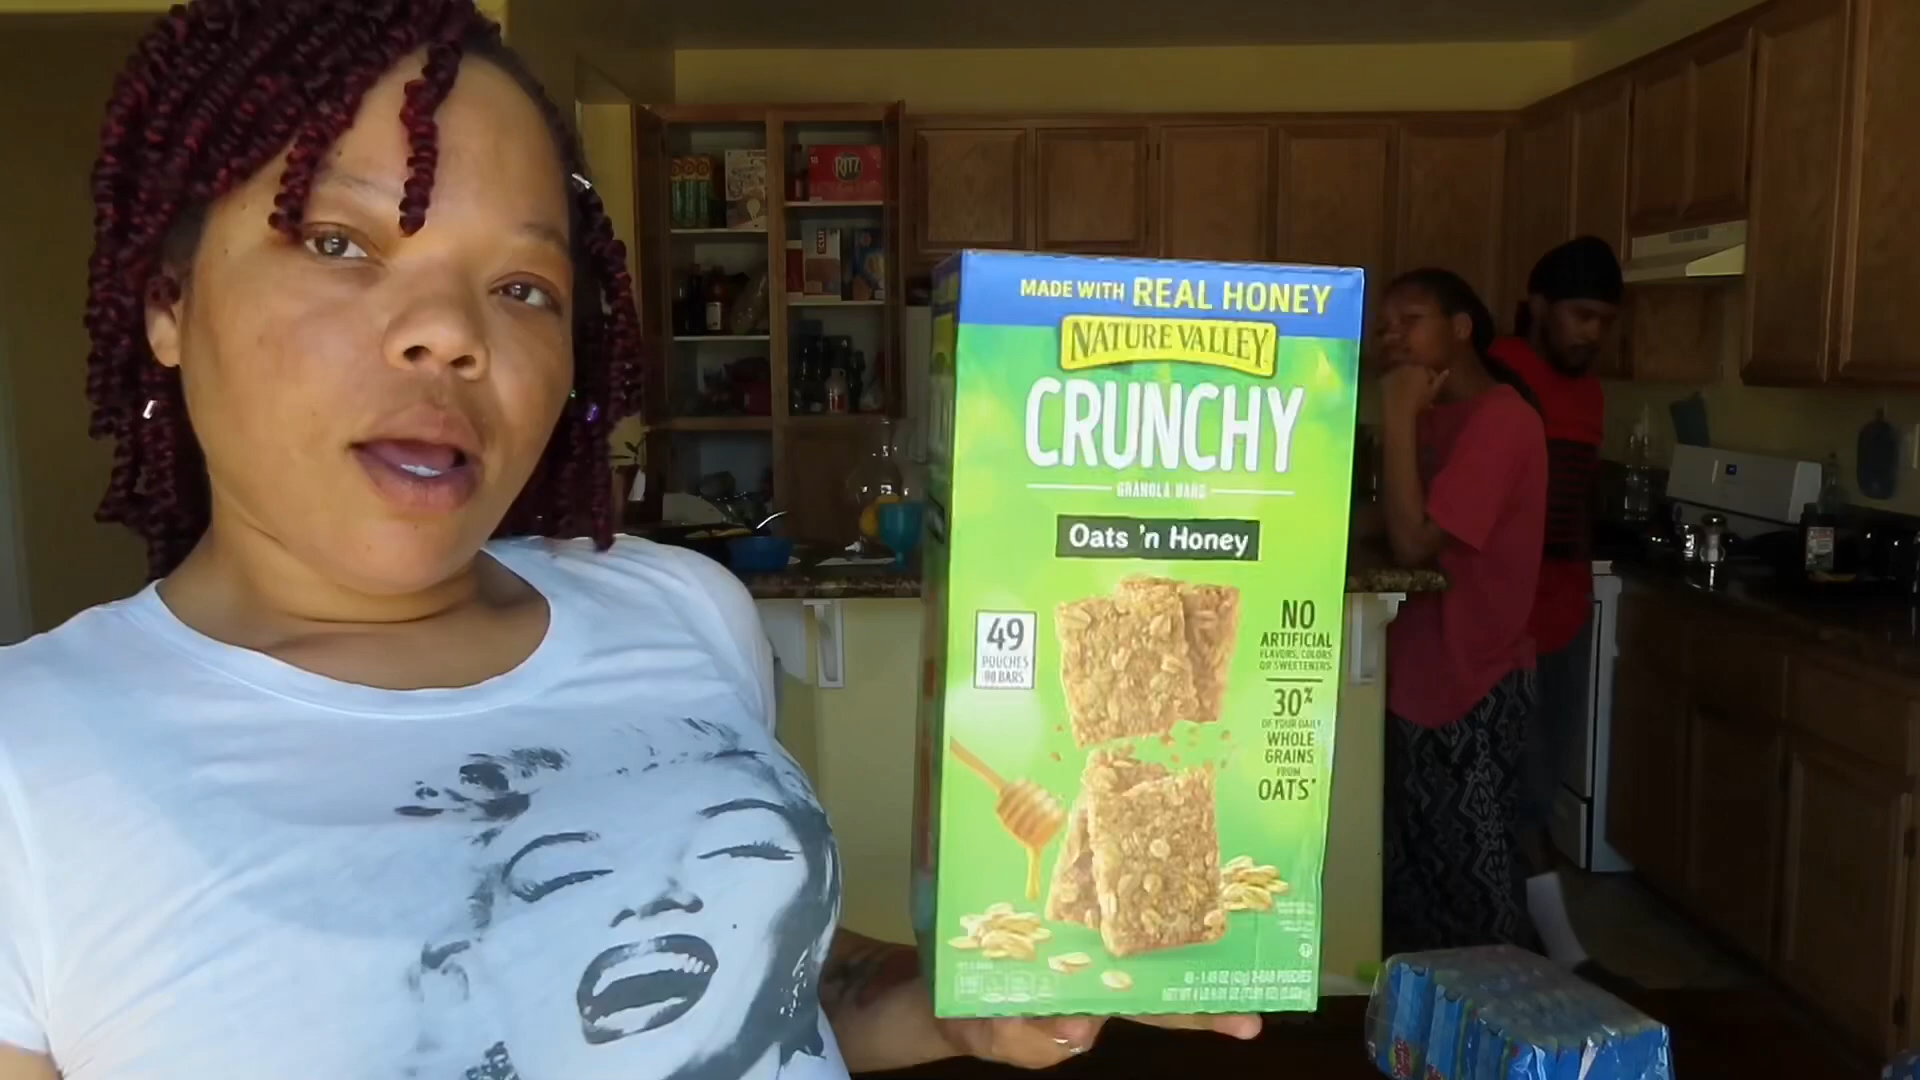 RITZ
MADE WITH REAL HONEY
NATURE VALLEY
CRUNCHY
GRANOLA BARS
Oats 'n Honey
49
POUCHES
98 BARS
NO
ARTIFICIAL
FLAVORS, COLORS
OR SWEETENERS
30%
OF YOUR DAILY
WHOLE
GRAINS
FROM
OATS*